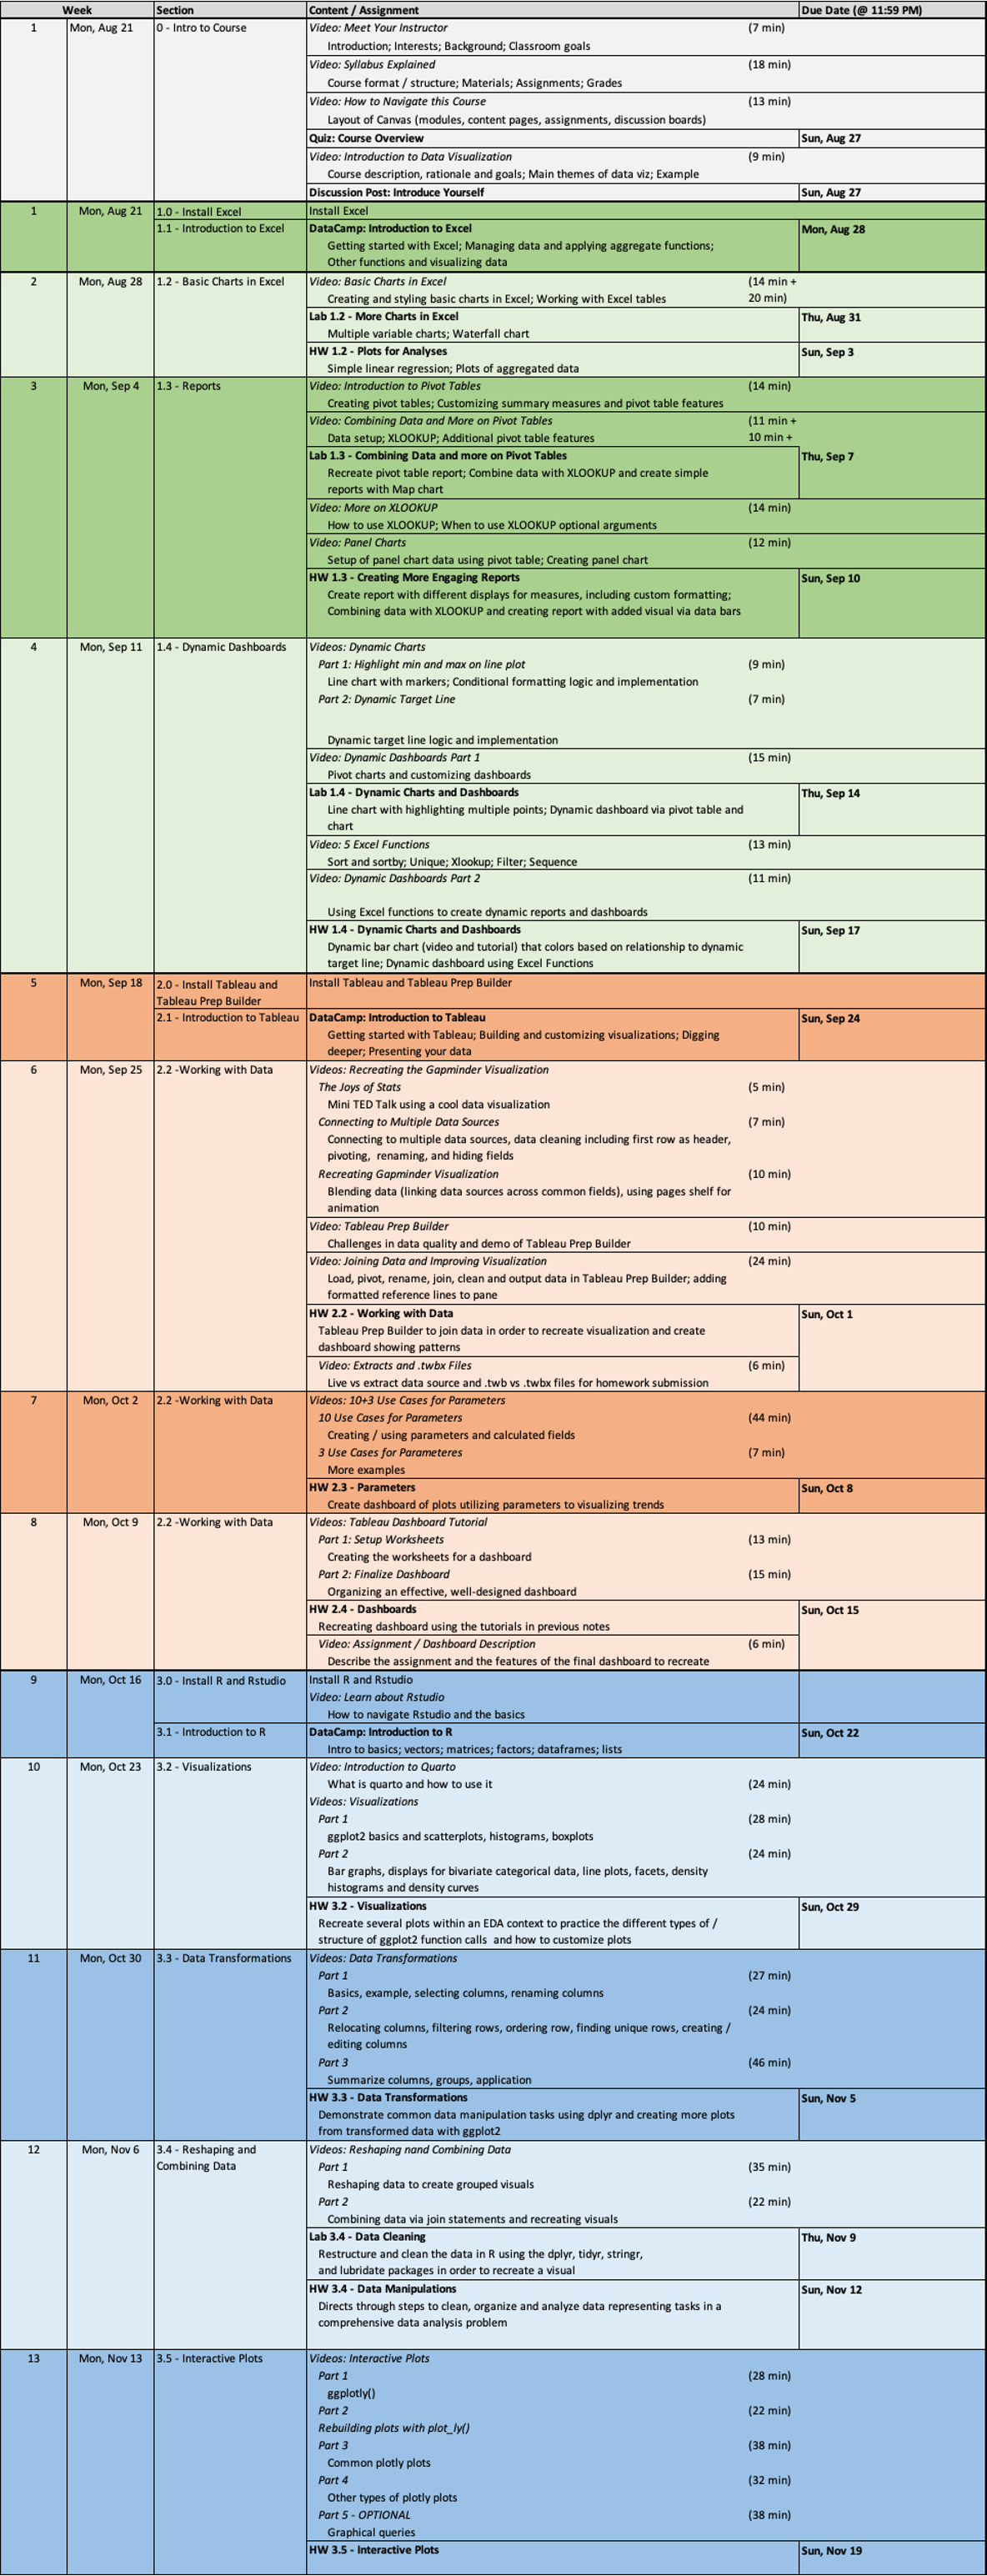 Week Content / Assignment Due Date (@ 11:59 PM)
1 Mon, Aug 21 0 - Intro to Course Video: Meet Your Instructor (7 min)
Introduction; Interests; Background; Classroom goals
Video: Syllabus Explained (18 min)
Course format / structure; Materials; Assignments; Grades
Video: How to Navigate this Course (13 min)
Layout of Canvas (modules, content pages, assignments, discussion boards)
Quiz: Course Overview Sun, Aug 27
Video: Introduction to Data Visualization (9 min)
Course description, rationale and goals; Main themes of data viz; Example
Discussion Post: Introduce Yourself Sun, Aug 27
1 Mon, Aug 21 1.0 - Install Excel Install Excel
1.1 - Introduction to Excel DataCamp: Introduction to Excel Mon, Aug 28
Getting started with Excel; Managing data and applying aggregate functions;
Other functions and visualizing data
2 Mon, Aug 28 1.2 - Basic Charts in Excel Video: Basic Charts in Excel (14 min +
Creating and styling basic charts in Excel; Working with Excel tables 20 min)
Lab 1.2 - More Charts in Excel Thu, Aug 31
Multiple variable charts; Waterfall chart
HW 1.2 - Plots for Analyses Sun, Sep 3
Simple linear regression; Plots of aggregated data
3 Mon, Sep 4 1.3 - Reports Video: Introduction to Pivot Tables (14 min)
Creating pivot tables; Customizing summary measures and pivot table features
Video: Combining Data and More on Pivot Tables (11 min +
Data setup; XLOOKUP; Additional pivot table features 10 min +
Lab 1.3 - Combining Data and more on Pivot Tables Thu, Sep 7
Recreate pivot table report; Combine data with XLOOKUP and create simple
reports with Map chart
Video: More on XLOOKUP (14 min)
How to use XLOOKUP; When to use XLOOKUP optional arguments
Video: Panel Charts (12 min)
Setup of panel chart data using pivot table; Creating panel chart
HW 1.3 - Creating More Engaging Reports Sun, Sep 10
Create report with different displays for measures, including custom formatting;
Combining data with XLOOKUP and creating report with added visual via data bars
4 Mon, Sep 11 1.4 - Dynamic Dashboards Videos: Dynamic Charts
Part 1: Highlight min and max on line plot (9 min)
Line chart with markers; Conditional formatting logic and implementation
Part 2: Dynamic Target Line (7 min)
Dynamic target line logic and implementation
Video: Dynamic Dashboards Part 1 (15 min)
Pivot charts and customizing dashboards
Lab 1.4 - Dynamic Charts and Dashboards Thu, Sep 14
Line chart with highlighting multiple points; Dynamic dashboard via pivot table and
chart
Video: 5 Excel Functions (13 min)
Sort and sortby; Unique; Xlookup; Filter; Sequence
Video: Dynamic Dashboards Part 2 (11 min)
Using Excel functions to create dynamic reports and dashboards
HW 1.4 - Dynamic Charts and Dashboards Sun, Sep 17
Dynamic bar chart (video and tutorial) that colors based on relationship to dynamic
target line; Dynamic dashboard using Excel Functions
5 Mon, Sep 18 2.0 - Install Tableau and Install Tableau and Tableau Prep Builder
Tableau Prep Builder
2.1 - Introduction to Tableau DataCamp: Introduction to Tableau Sun, Sep 24
Getting started with Tableau; Building and customizing visualizations; Digging
deeper; Presenting your data
6 Mon, Sep 25 2.2 -Working with Data Videos: Recreating the Gapminder Visualization
The Joys of Stats (5 min)
Mini TED Talk using a cool data visualization
Connecting to Multiple Data Sources (7 min)
Connecting to multiple data sources, data cleaning including first row as header,
pivoting, renaming, and hiding fields
Recreating Gapminder Visualization (10 min)
Blending data (linking data sources across common fields), using pages shelf for
animation
Video: Tableau Prep Builder (10 min)
Challenges in data quality and demo of Tableau Prep Builder
Video: Joining Data and Improving Visualization (24 min)
Load, pivot, rename, join, clean and output data in Tableau Prep Builder; adding
formatted reference lines to pane
HW 2.2 - Working with Data Sun, Oct 1
Tableau Prep Builder to join data in order to recreate visualization and create
dashboard showing patterns
Video: Extracts and .twbx Files (6 min)
Live vs extract data source and .twb vs .twbx files for homework submission
7 Mon, Oct 2 2.2 -Working with Data Videos: 10+3 Use Cases for Parameters
10 Use Cases for Parameters (44 min)
Creating / using parameters and calculated fields
3 Use Cases for Parameteres (7 min)
More examples
HW 2.3 - Parameters Sun, Oct 8
Create dashboard of plots utilizing parameters to visualizing trends
8 Mon, Oct 9 2.2 -Working with Data Videos: Tableau Dashboard Tutorial
Part 1: Setup Worksheets (13 min)
Creating the worksheets for a dashboard
Part 2: Finalize Dashboard (15 min)
Organizing an effective, well-designed dashboard
HW 2.4 - Dashboards Sun, Oct 15
Recreating dashboard using the tutorials in previous notes
Video: Assignment / Dashboard Description (6 min)
Describe the assignment and the features of the final dashboard to recreate
9 Mon, Oct 16 3.0 - Install R and Rstudio Install R and Rstudio
Video: Learn about Rstudio
How to navigate Rstudio and the basics
3.1 - Introduction to R DataCamp: Introduction to R Sun, Oct 22
Intro to basics; vectors; matrices; factors; dataframes; lists
10 Mon, Oct 23 3.2 - Visualizations Video: Introduction to Quarto
What is quarto and how to use it (24 min)
Videos: Visualizations
Part 1 (28 min)
ggplot2 basics and scatterplots, histograms, boxplots
Part 2 (24 min)
Bar graphs, displays for bivariate categorical data, line plots, facets, density
histograms and density curves
HW 3.2 - Visualizations Sun, Oct 29
Recreate several plots within an EDA context to practice the different types of /
structure of ggplot2 function calls and how to customize plots
11 Mon, Oct 30 3.3 - Data Transformations Videos: Data Transformations
Part 1 (27 min)
Basics, example, selecting columns, renaming columns
Part 2 (24 min)
Relocating columns, filtering rows, ordering row, finding unique rows, creating /
editing columns
Part 3 (46 min)
Summarize columns, groups, application
HW 3.3 - Data Transformations Sun, Nov 5
Demonstrate common data manipulation tasks using dplyr and creating more plots
from transformed data with ggplot2
12 Mon, Nov 6 3.4 - Reshaping and Videos: Reshaping nand Combining Data
Combining Data Part 1 (35 min)
Reshaping data to create grouped visuals
Part 2 (22 min)
Combining data via join statements and recreating visuals
Lab 3.4 - Data Cleaning Thu, Nov 9
Restructure and clean the data in R using the dplyr, tidyr, stringr,
and lubridate packages in order to recreate a visual
HW 3.4 - Data Manipulations Sun, Nov 12
Directs through steps to clean, organize and analyze data representing tasks in a
comprehensive data analysis problem
13 Mon, Nov 13 3.5 - Interactive Plots Videos: Interactive Plots
Part 1 (28 min)
ggplotly()
Part 2 (22 min)
Rebuilding plots with plot_ly()
Part 3 (38 min)
Common plotly plots
Part 4 (32 min)
Other types of plotly plots
Part 5 - OPTIONAL (38 min)
Graphical queries
HW 3.5 - Interactive Plots Sun, Nov 19